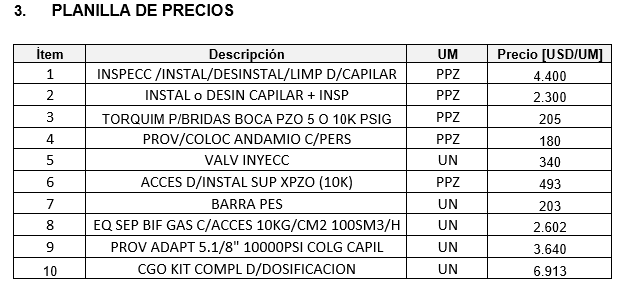 3. PLANILLA DE PRECIOS
Ítem Descripción UM Precio [USD/UM]
1 INSPECC /INSTAL/DESINSTAL/LIMP D/CAPILAR PPZ 4.400
2 INSTAL o DESIN CAPILAR + INSP PPZ 2.300
3 TORQUIM P/BRIDAS BOCA PZO 5 O 10K PSIG PPZ 205
4 PROV/COLOC ANDAMIO C/PERS PPZ 180
5 VALV INYECC UN 340
6 ACCES D/INSTAL SUP XPZO (10K) PPZ 493
7 BARRA PES UN 203
8 EQ SEP BIF GAS C/ACCES 10KG/CM2 100SM3/H UN 2.602
9 PROV ADAPT 5.1/8" 10000PSI COLG CAPIL UN 3.640
10 CGO KIT COMPL D/DOSIFICACION UN 6.913